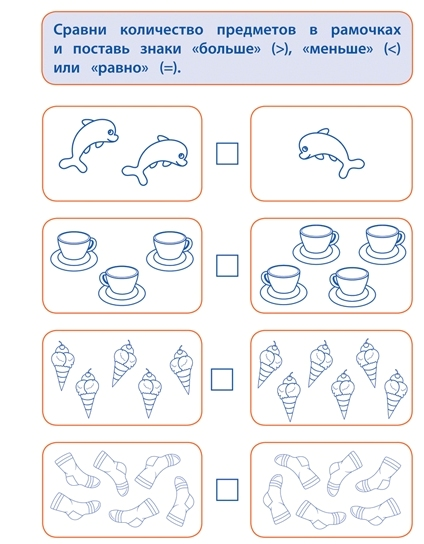 Сравни количество предметов в рамочках
и поставь знаки «больше» (>), «меньше» (<)
или «равно» (=).